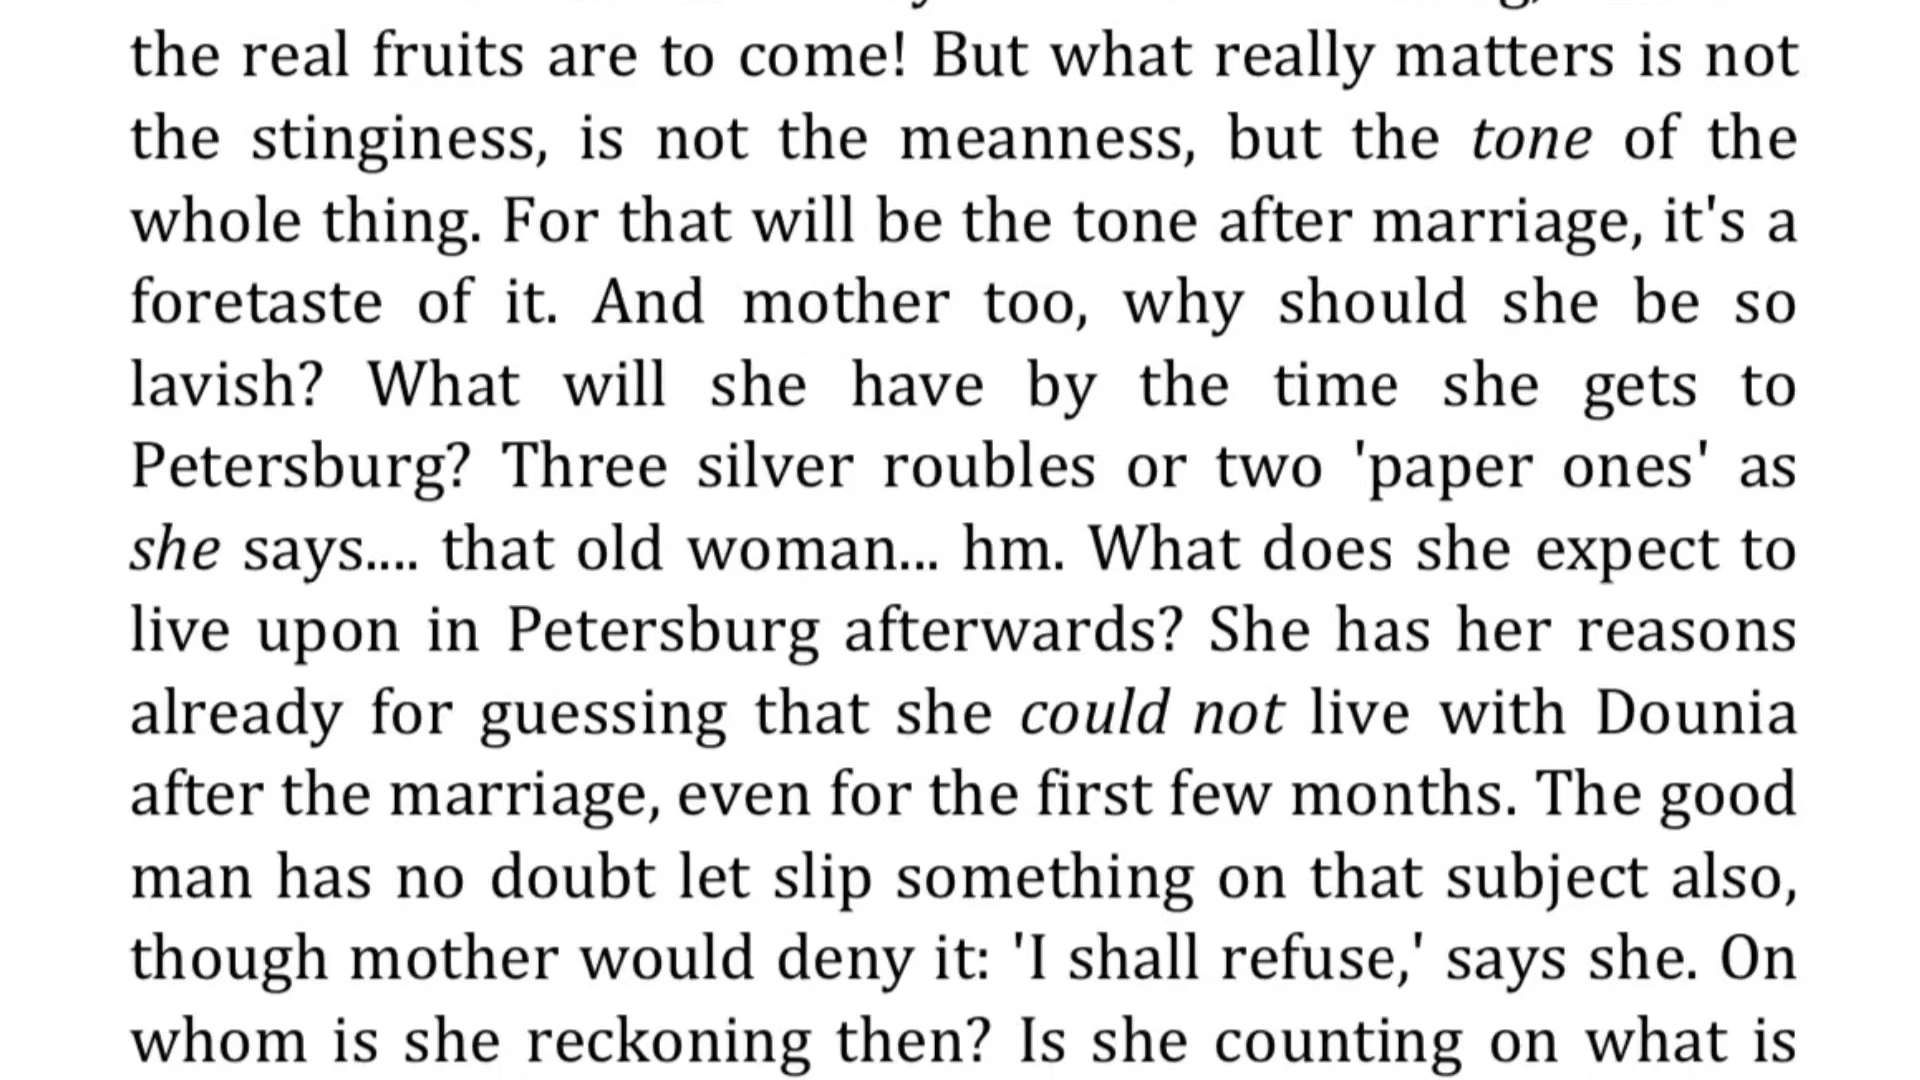 the real fruits are to come! But what really matters is not
the stinginess, is not the meanness, but the tone of the
whole thing. For that will be the tone after marriage, it's a
foretaste of it. And mother too, why should she be so
lavish? What will she have by the time she gets to
Petersburg? Three silver roubles or two 'paper ones' as
she says.... that old woman... hm. What does she expect to
live upon in Petersburg afterwards? She has her reasons
already for guessing that she could not live with Dounia
after the marriage, even for the first few months. The good
man has no doubt let slip something on that subject also,
though mother would deny it: 'I shall refuse,' says she. On
whom is she reckoning then? Is she counting on what is